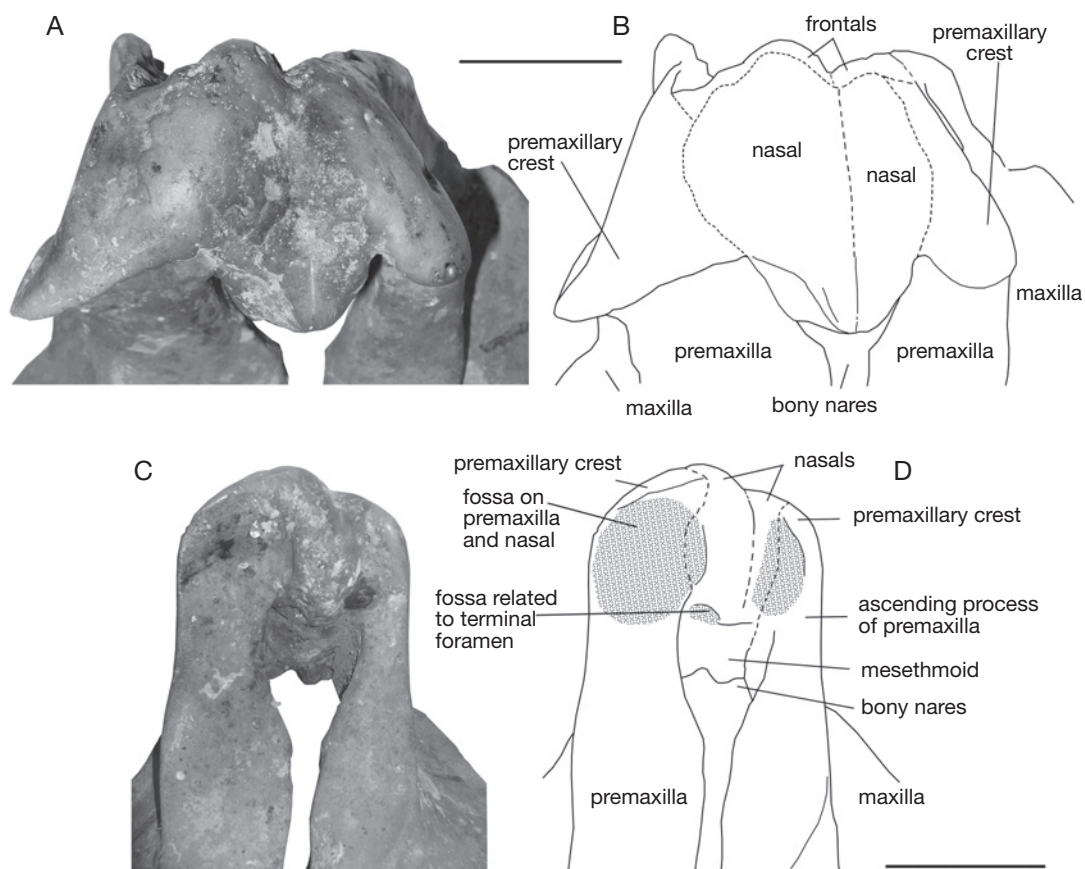 A
B
frontals
premaxillary
crest
premaxillary
crest
nasal
nasal
maxilla
premaxilla
premaxilla
maxilla
bony nares
C
D
premaxillary crest
nasals
fossa on
premaxilla
and nasal
premaxillary crest
fossa related
to terminal
foramen
ascending process
of premaxilla
mesethmoid
bony nares
premaxilla
maxilla